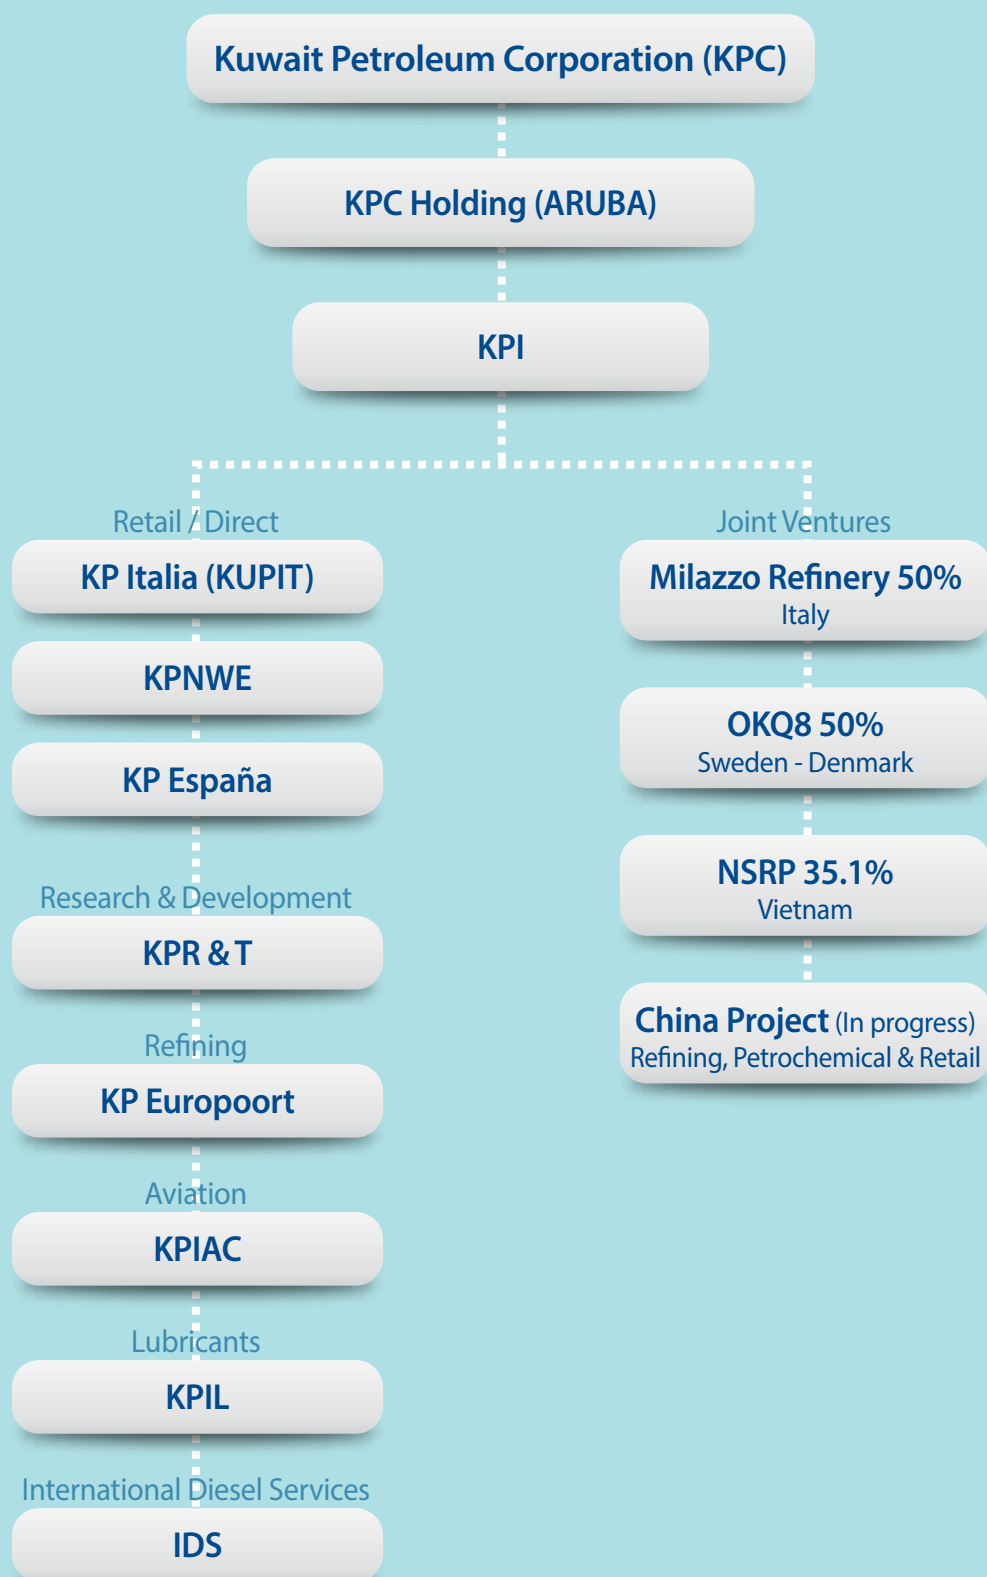 Kuwait Petroleum Corporation (KPC)
KPC Holding (ARUBA)
KPI
Retail / Direct
KP Italia (KUPIT)
KPNWE
KP España
Research & Development
KPR & T
Refining
KP Europoort
Aviation
KPIAC
Lubricants
KPIL
International Diesel Services
IDS
Joint Ventures
Milazzo Refinery 50%
Italy
OKQ8 50%
Sweden - Denmark
NSRP 35.1%
Vietnam
China Project (In progress)
Refining, Petrochemical & Retail